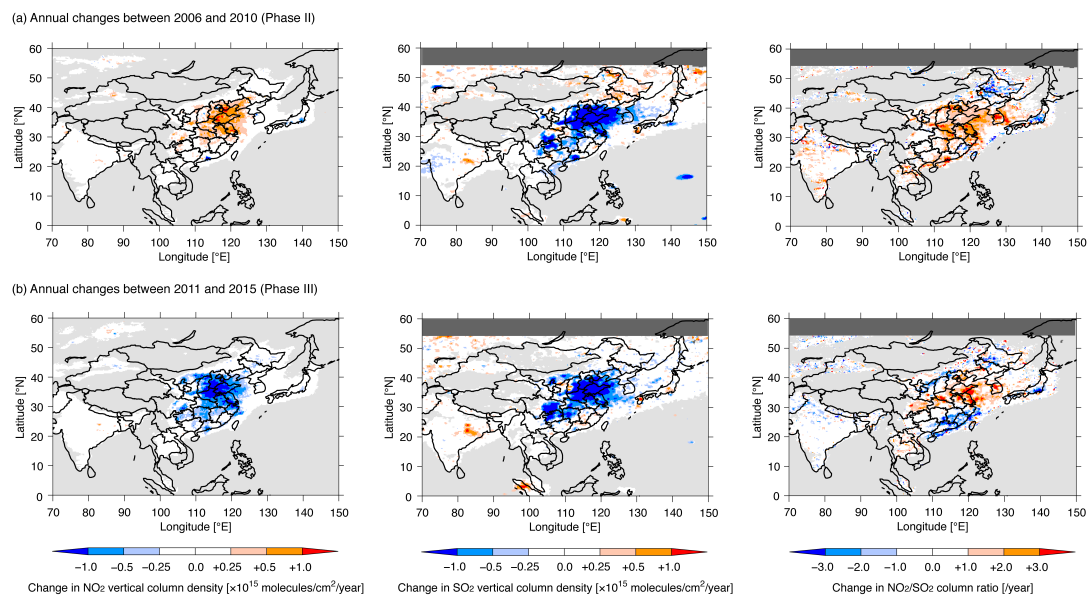 (a) Annual changes between 2006 and 2010 (Phase II)
60 50 40 30 20 10 0
Latitude [°N]
70 80 90 100 110 120 130 140 150
Longitude [°E]
60 50 40 30 20 10 0
Latitude [°N]
70 80 90 100 110 120 130 140 150
Longitude [°E]
60 50 40 30 20 10 0
Latitude [°N]
70 80 90 100 110 120 130 140 150
Longitude [°E]
(b) Annual changes between 2011 and 2015 (Phase III)
60 50 40 30 20 10 0
Latitude [°N]
70 80 90 100 110 120 130 140 150
Longitude [°E]
60 50 40 30 20 10 0
Latitude [°N]
70 80 90 100 110 120 130 140 150
Longitude [°E]
60 50 40 30 20 10 0
Latitude [°N]
70 80 90 100 110 120 130 140 150
Longitude [°E]
−1.0 −0.5 −0.25 0.0 +0.25 +0.5 +1.0
Change in NO2 vertical column density [×10¹⁵ molecules/cm²/year]
−1.0 −0.5 −0.25 0.0 +0.25 +0.5 +1.0
Change in SO2 vertical column density [×10¹⁵ molecules/cm²/year]
−3.0 −2.0 −1.0 0.0 +1.0 +2.0 +3.0
Change in NO2/SO2 column ratio [/year]